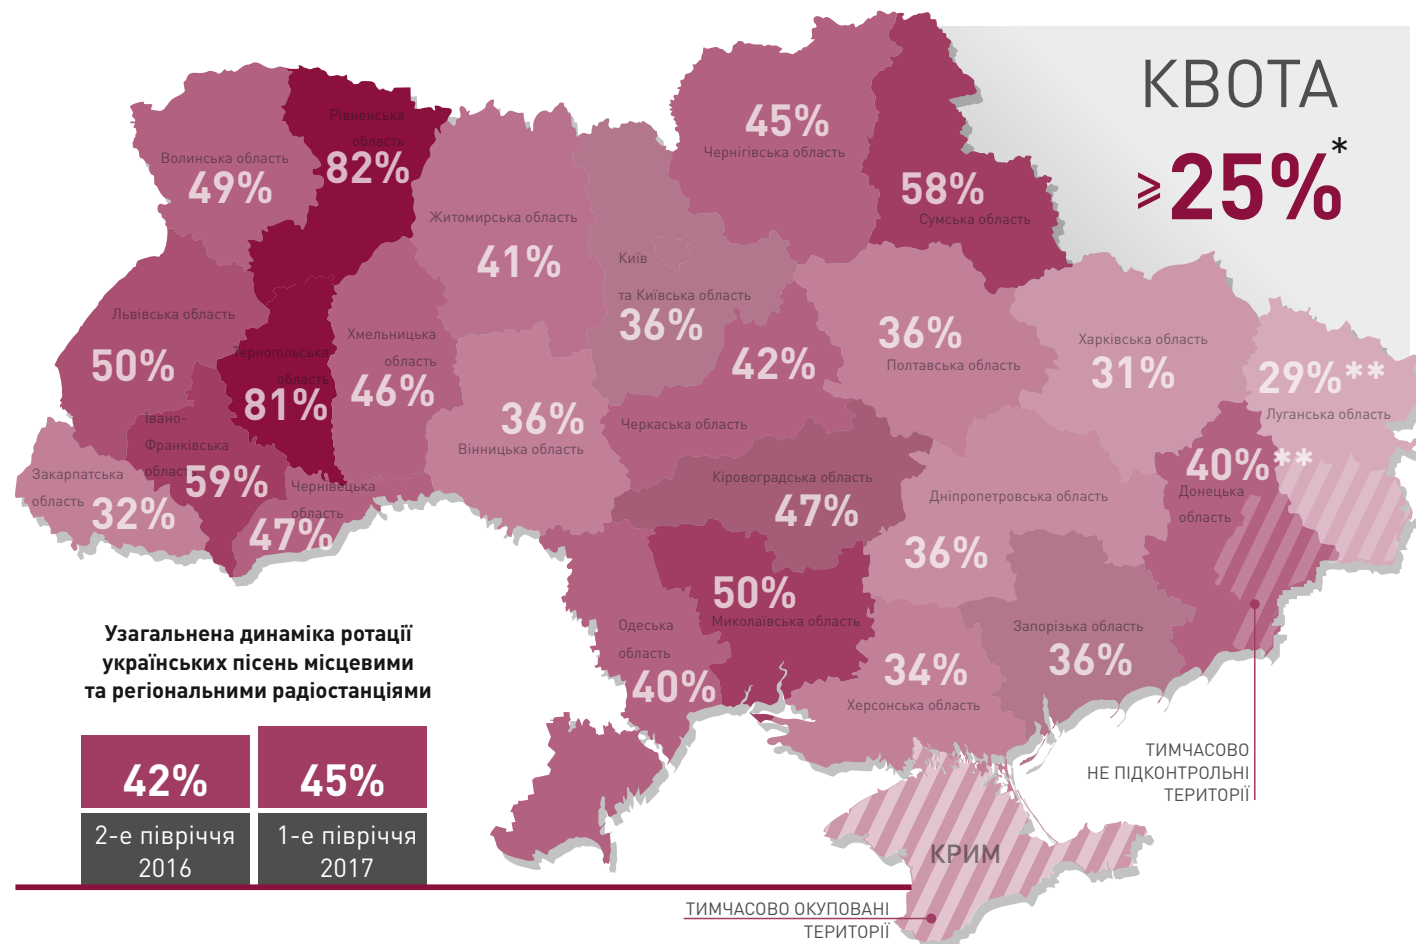 КВОТА
⩾25%*
Рівненська
область
82%
Волинська область
49%
45%
Чернігівська область
58%
Сумська область
Житомирська область
41%
Київ
та Київська область
36%
Львівська область
50%
Тернопільська
область
81%
Хмельницька
область
46%
42%
Черкаська область
36%
Полтавська область
Харківська область
31%
29%**
Луганська область
36%
Вінницька область
Івано-
Франківська
область
59%
Закарпатська
область
32%
Чернівецька
область
47%
Кіровоградська область
47%
Дніпропетровська область
36%
40%**
Донецька
область
50%
Миколаївська область
Одеська
область
40%
Запорізька область
36%
34%
Херсонська область
Узагальнена динаміка ротації
українських пісень місцевими
та регіональними радіостанціями
42%
45%
2-е півріччя
2016
1-е півріччя
2017
ТИМЧАСОВО
НЕ ПІДКОНТРОЛЬНІ
ТЕРИТОРІЇ
КРИМ
ТИМЧАСОВО ОКУПОВАНІ
ТЕРИТОРІЇ